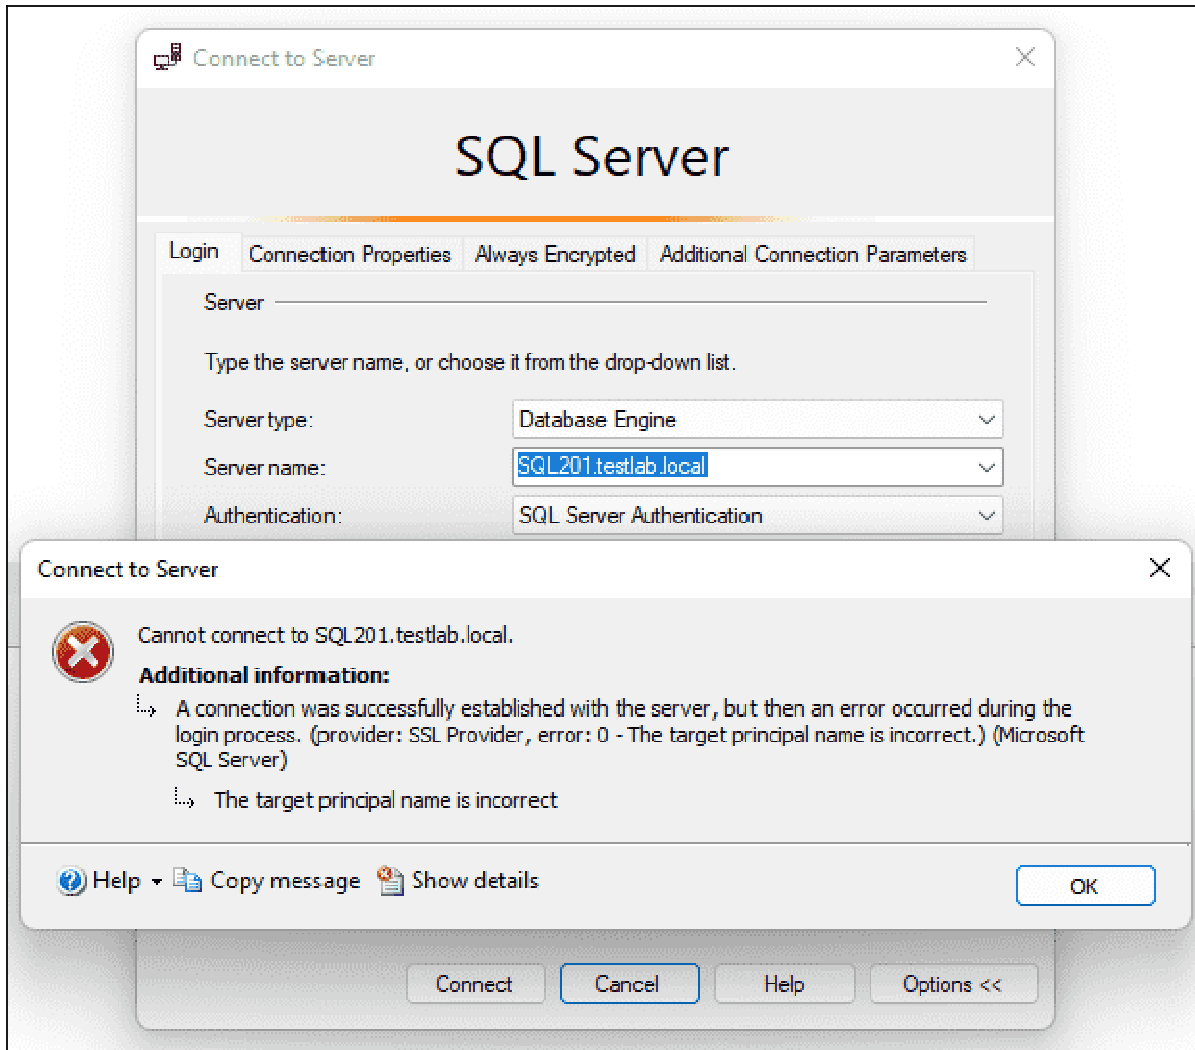 Connect to Server
SQL Server
Login
Connection Properties
Always Encrypted
Additional Connection Parameters
Server
Type the server name, or choose it from the drop-down list.
Server type:
Database Engine
Server name:
SQL201.testlab.local
Authentication:
SQL Server Authentication
Connect to Server
Cannot connect to SQL201.testlab.local.
Additional information:
A connection was successfully established with the server, but then an error occurred during the
login process. (provider: SSL Provider, error: 0 - The target principal name is incorrect.) (Microsoft
SQL Server)
The target principal name is incorrect
Help
Copy message
Show details
OK
Connect
Cancel
Help
Options <<